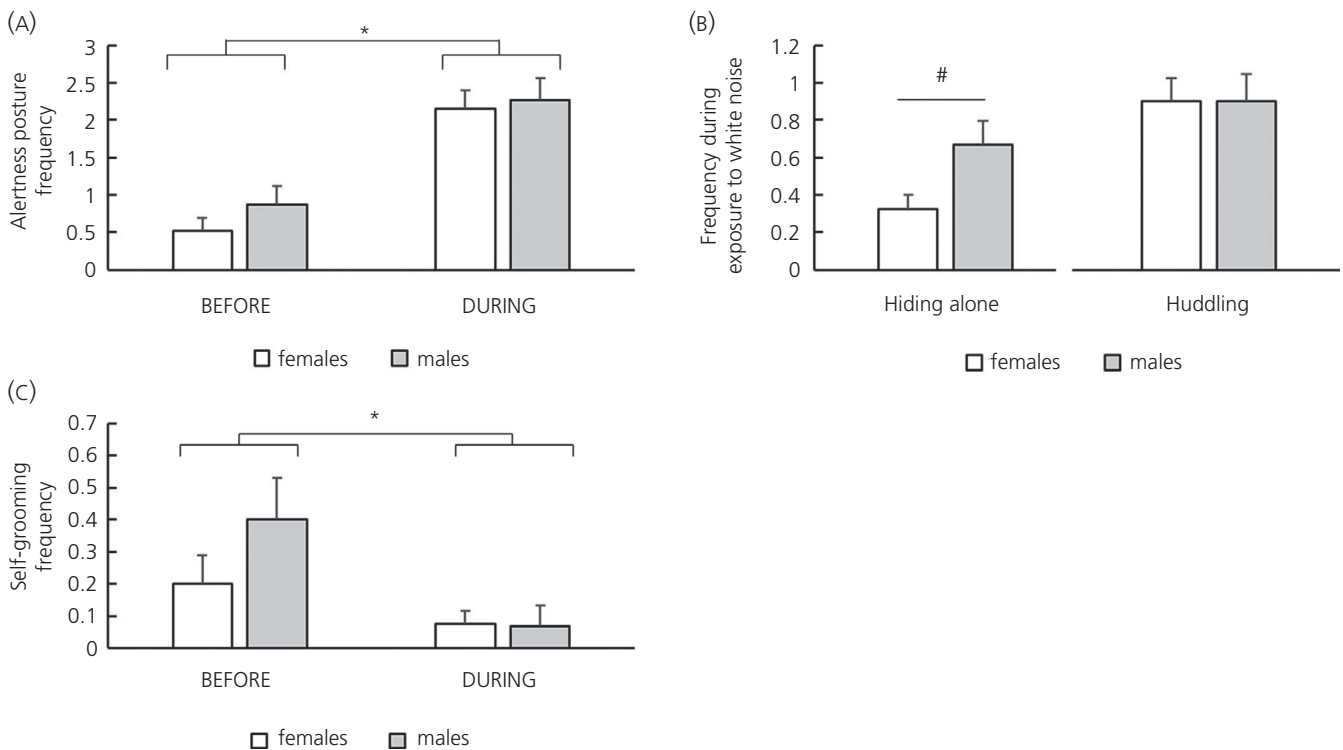 (A)
Alertness posture
frequency
3
2.5
2
1.5
1
0.5
0
*
BEFORE DURING
females males
(B)
Frequency during
exposure to white noise
1.2
1
0.8
0.6
0.4
0.2
0
#
Hiding alone Huddling
females males
(C)
Self-grooming
frequency
0.7
0.6
0.5
0.4
0.3
0.2
0.1
0
*
BEFORE DURING
females males